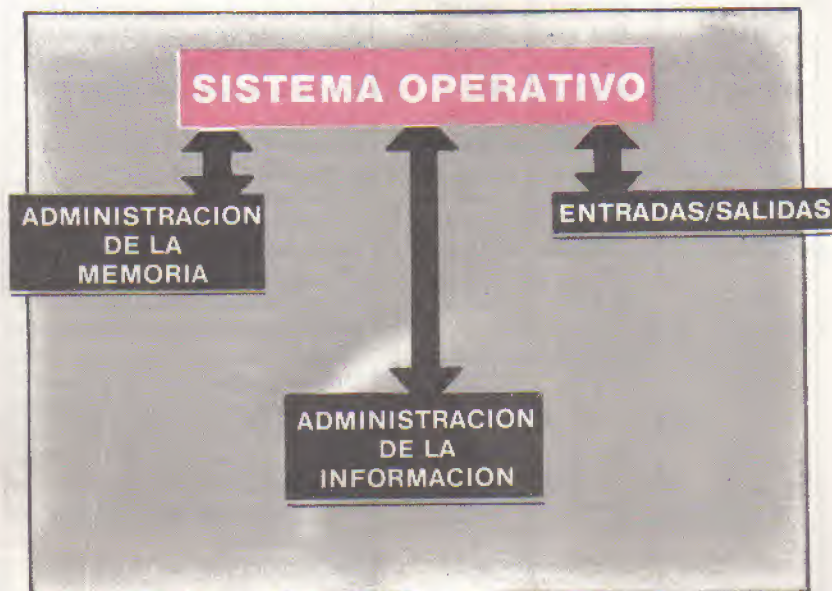 SISTEMA OPERATIVO
ADMINISTRACION
DE LA
MEMORIA
ENTRADAS/SALIDAS
ADMINISTRACION
DE LA
INFORMACION